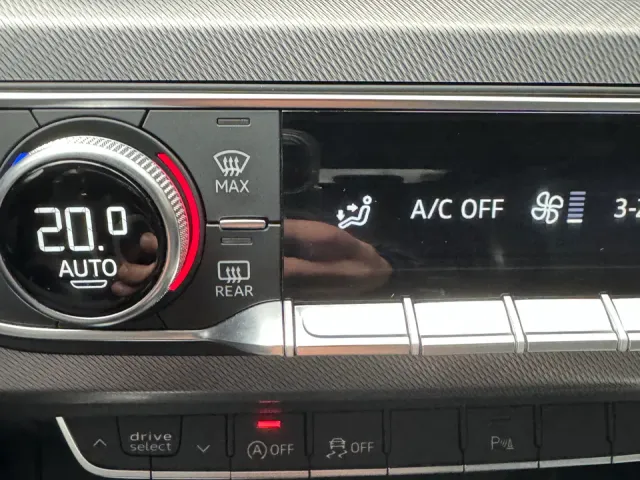 MAX
20.0
AUTO
A/C OFF
REAR
drive
select
A OFF
OFF
P